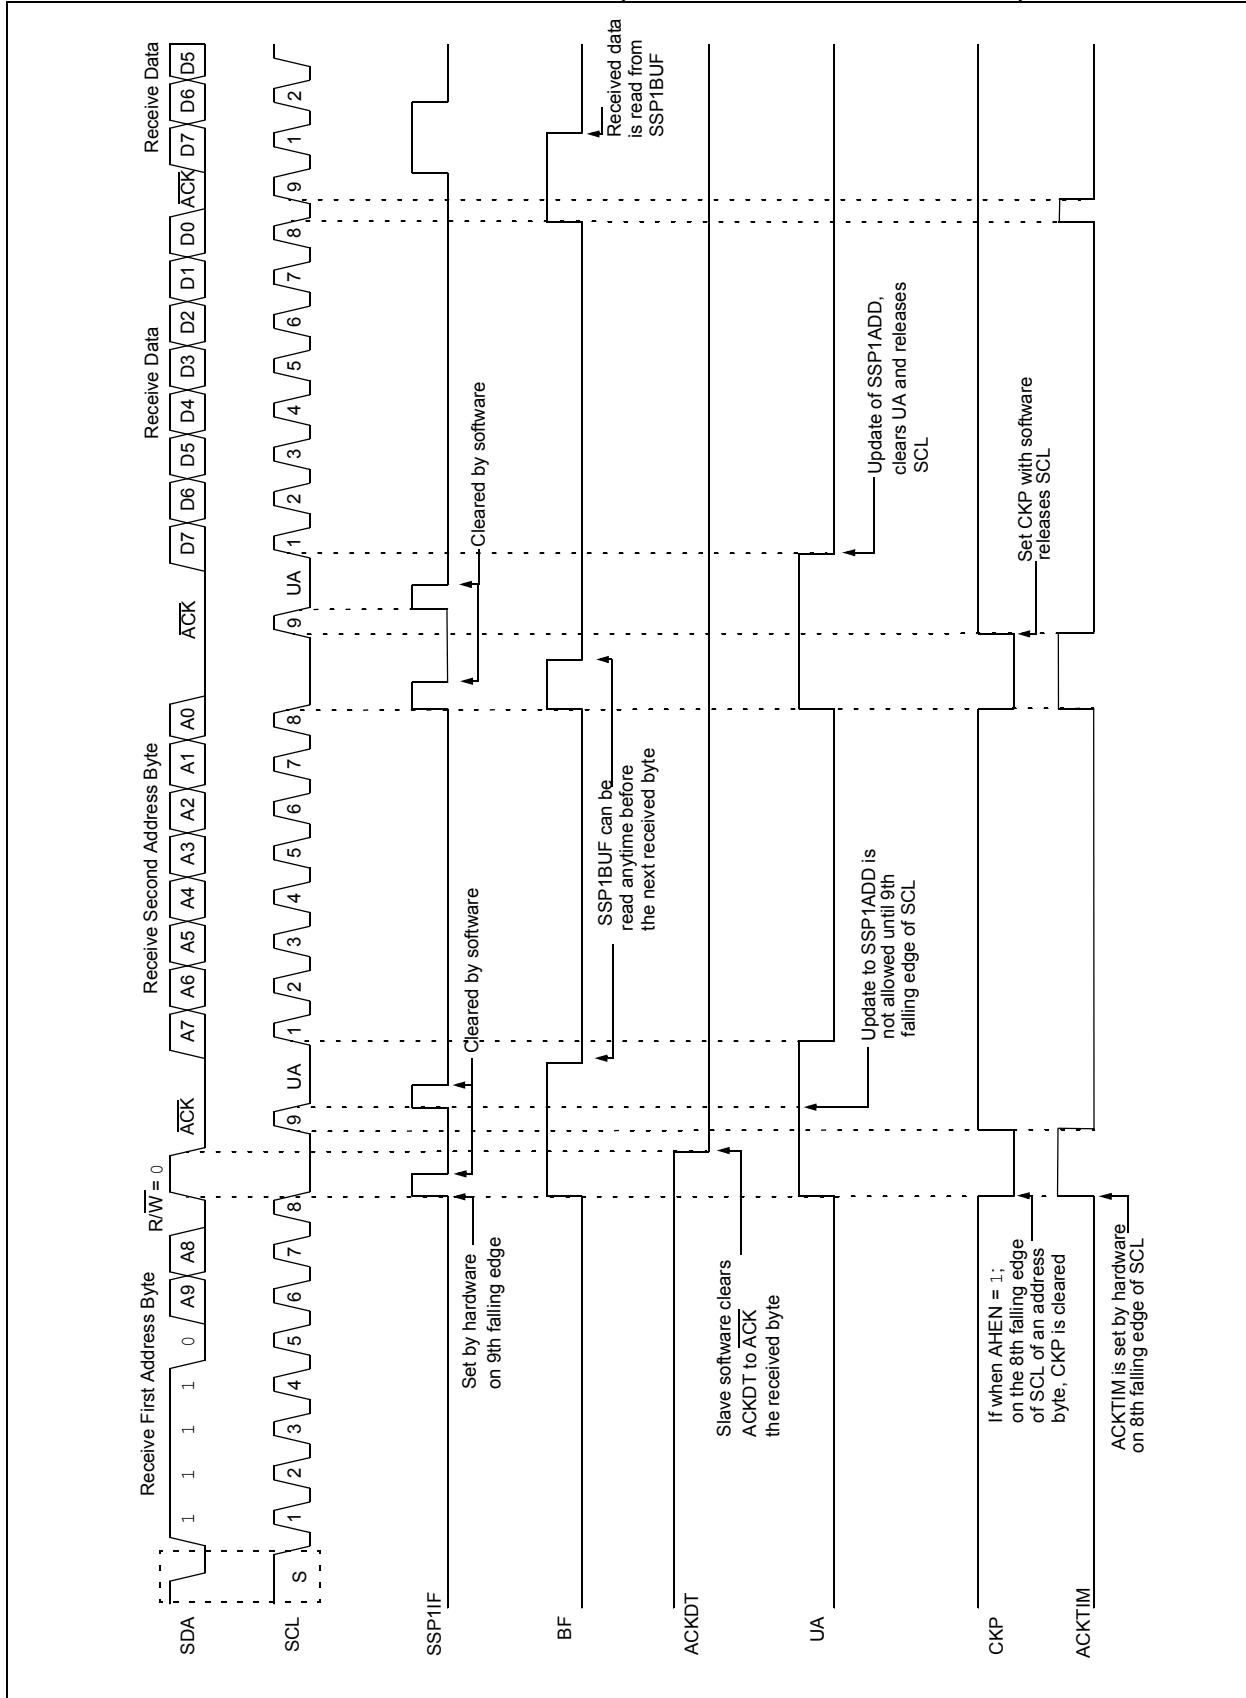 Receive First Address Byte
R/W = 0
Receive Second Address Byte
Receive Data
Receive Data
SDA
1 1 1 1 0 A9 A8
ACK
A7 A6 A5 A4 A3 A2 A1 A0
ACK
D7 D6 D5 D4 D3 D2 D1 D0
ACK
D7 D6 D5
SCL
S
1 2 3 4 5 6 7 8 9
UA
1 2 3 4 5 6 7 8 9
UA
1 2 3 4 5 6 7 8 9
1 2
SSP1IF
Set by hardware
on 9th falling edge
Cleared by software
Cleared by software
BF
SSP1BUF can be
read anytime before
the next received byte
Received data
is read from
SSP1BUF
ACKDT
Slave software clears
ACKDT to ACK
the received byte
UA
Update to SSP1ADD is
not allowed until 9th
falling edge of SCL
Update of SSP1ADD,
clears UA and releases
SCL
CKP
If when AHEN = 1;
on the 8th falling edge
of SCL of an address
byte, CKP is cleared
Set CKP with software
releases SCL
ACKTIM
ACKTIM is set by hardware
on 8th falling edge of SCL